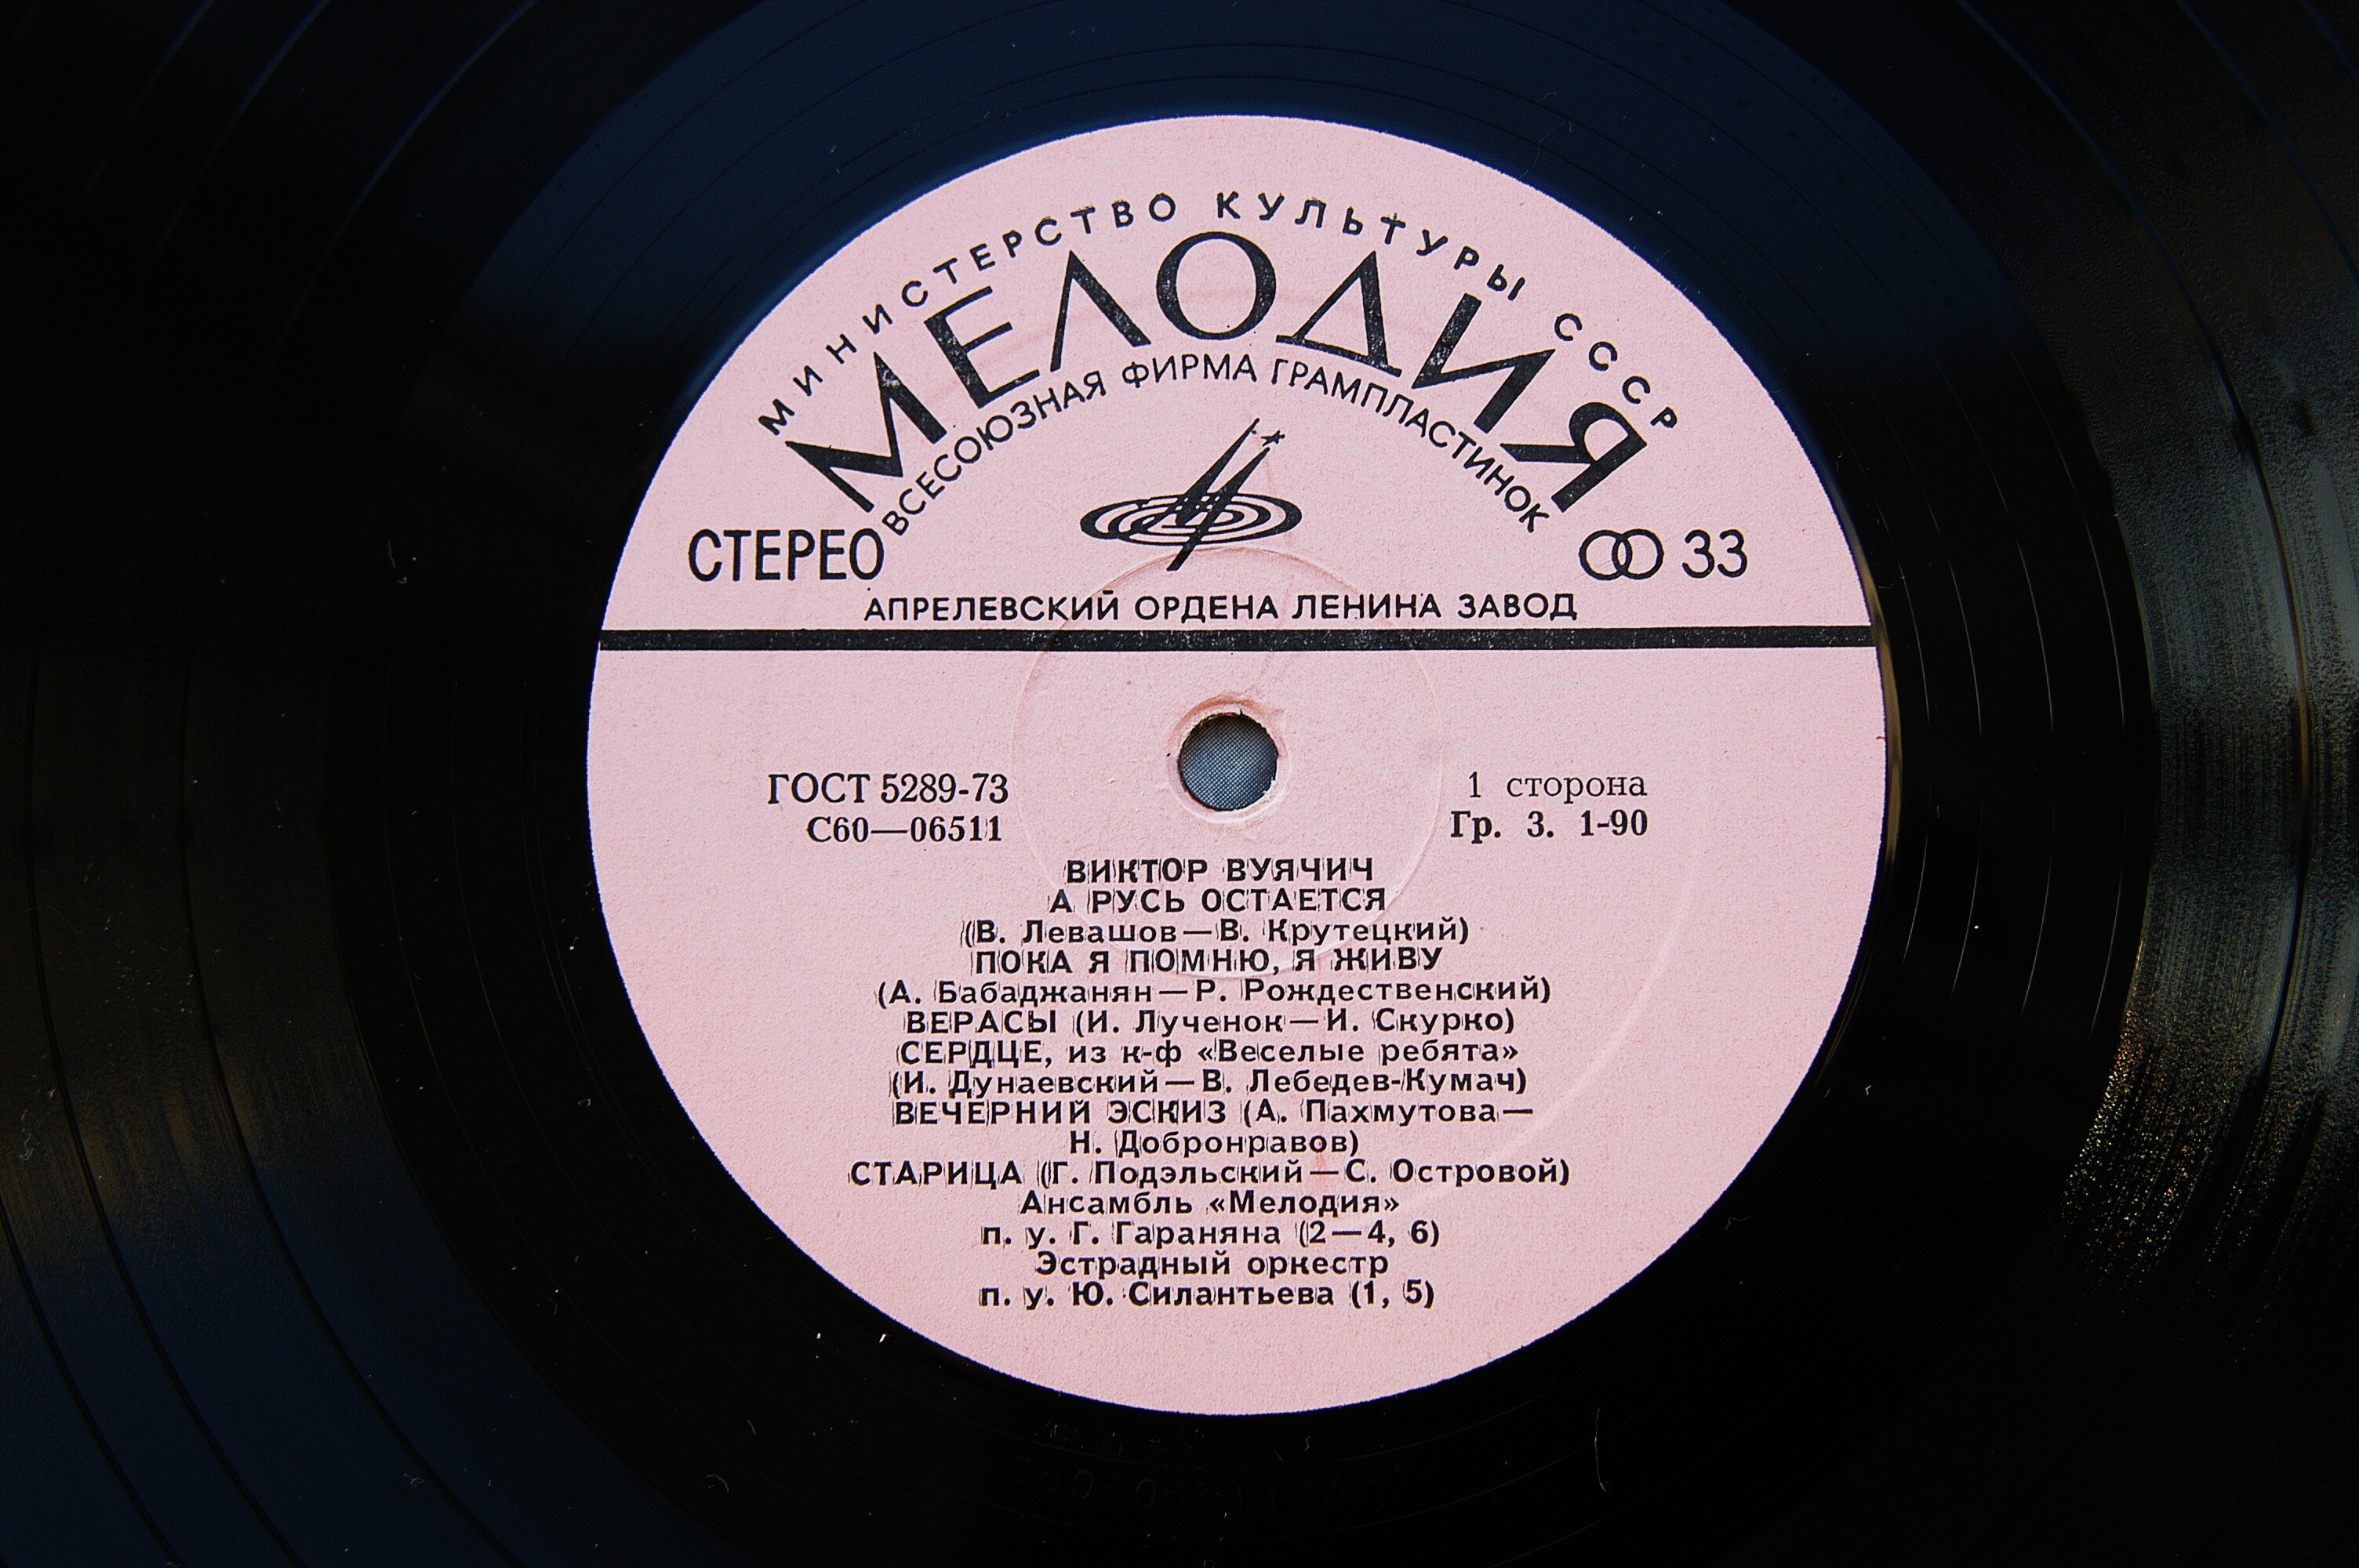 МИНИСТЕРСТВО КУЛЬТУРЫ СССР
МЕЛОДИЯ
ВСЕСОЮЗНАЯ ФИРМА ГРАМПЛАСТИНОК
СТЕРЕО
33
АПРЕЛЕВСКИЙ ОРДЕНА ЛЕНИНА ЗАВОД
ГОСТ 5289-73
С60—06511
1 сторона
Гр. 3. 1-90
ВИКТОР ВУЯЧИЧ
А РУСЬ ОСТАЕТСЯ
(В. Левашов—В. Крутецкий)
ПОКА Я ПОМНЮ, Я ЖИВУ
(А. Бабаджанян—Р. Рождественский)
ВЕРАСЫ (И. Лученок—И. Скурко)
СЕРДЦЕ, из к-ф «Веселые ребята»
(И. Дунаевский—В. Лебедев-Кумач)
ВЕЧЕРНИЙ ЭСКИЗ (А. Пахмутова—
Н. Добронравов)
СТАРИЦА (Г. Подэльский—С. Островой)
Ансамбль «Мелодия»
п. у. Г. Гараняна (2—4, 6)
Эстрадный оркестр
п. у. Ю. Силантьева (1, 5)